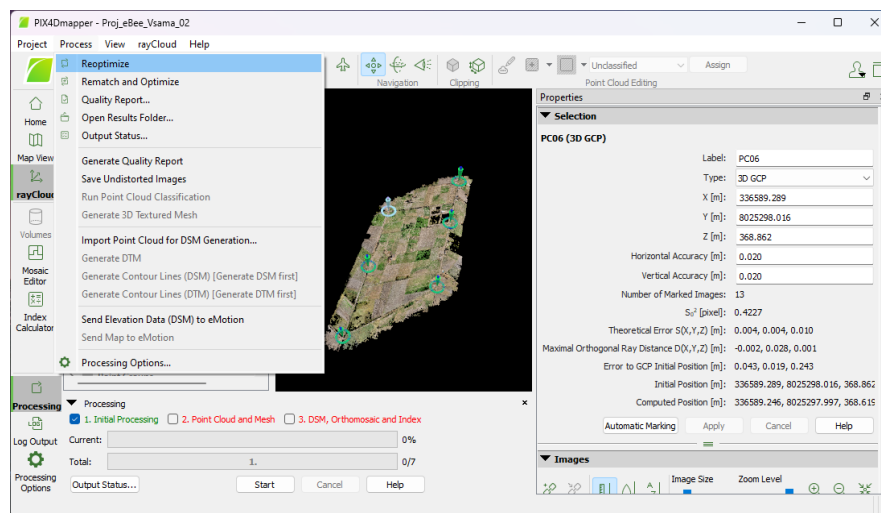 PIX4Dmapper - Proj_eBee_Vsama_02
Project Process View rayCloud Help
Reoptimize
Rematch and Optimize
Quality Report...
Open Results Folder...
Output Status...
Generate Quality Report
Save Undistorted Images
Run Point Cloud Classification
Generate 3D Textured Mesh
Import Point Cloud for DSM Generation...
Generate DTM
Generate Contour Lines (DSM) [Generate DSM first]
Generate Contour Lines (DTM) [Generate DTM first]
Send Elevation Data (DSM) to eMotion
Send Map to eMotion
Processing Options...
Navigation
Clipping
Unclassified
Assign
Point Cloud Editing
Home
Map View
rayCloud
Volumes
Mosaic
Editor
Index
Calculator
Processing
Log Output
LOG
Processing
Options
Processing
1. Initial Processing 2. Point Cloud and Mesh 3. DSM, Orthomosaic and Index
Current: 0%
Total: 1. 0/7
Output Status... Start Cancel Help
Properties
Selection
PC06 (3D GCP)
Label: PC06
Type: 3D GCP
X [m]: 336589.289
Y [m]: 8025298.016
Z [m]: 368.862
Horizontal Accuracy [m]: 0.020
Vertical Accuracy [m]: 0.020
Number of Marked Images: 13
S₀² [pixel]: 0.4227
Theoretical Error S(X,Y,Z) [m]: 0.004, 0.004, 0.010
Maximal Orthogonal Ray Distance D(X,Y,Z) [m]: -0.002, 0.028, 0.001
Error to GCP Initial Position [m]: 0.043, 0.019, 0.243
Initial Position [m]: 336589.289, 8025298.016, 368.862
Computed Position [m]: 336589.246, 8025297.997, 368.619
Automatic Marking Apply Cancel Help
Images
Image Size Zoom Level